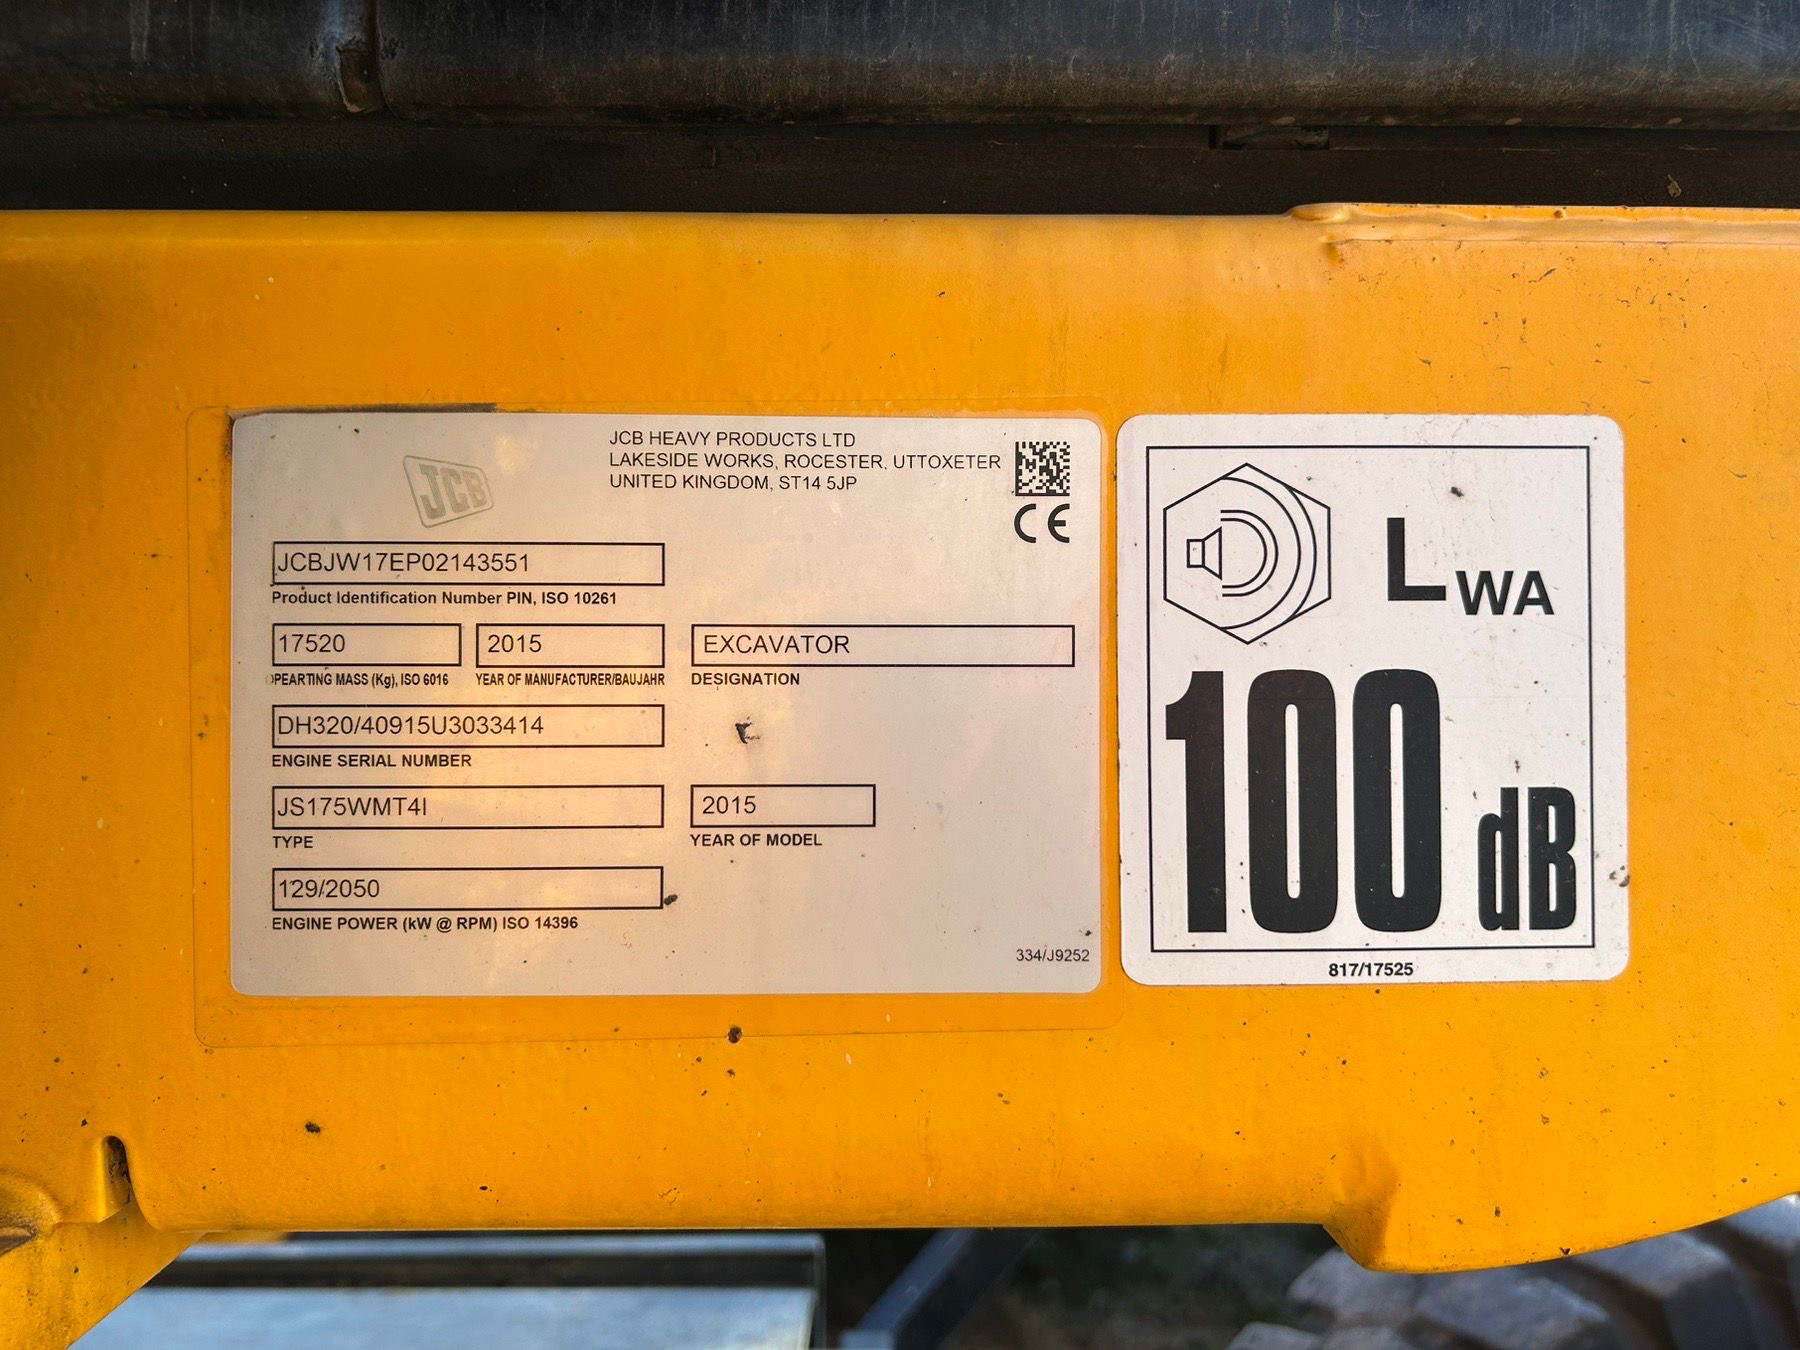 JCB
JCB HEAVY PRODUCTS LTD
LAKESIDE WORKS, ROCESTER, UTTOXETER
UNITED KINGDOM, ST14 5JP
CE
JCBJW17EP02143551
Product Identification Number PIN, ISO 10261
17520
OPEARTING MASS (Kg), ISO 6016
2015
YEAR OF MANUFACTURER/BAUJAHR
EXCAVATOR
DESIGNATION
DH320/40915U3033414
ENGINE SERIAL NUMBER
JS175WMT4I
TYPE
2015
YEAR OF MODEL
129/2050
ENGINE POWER (kW @ RPM) ISO 14396
334/J9252
LWA
100 dB
817/17525